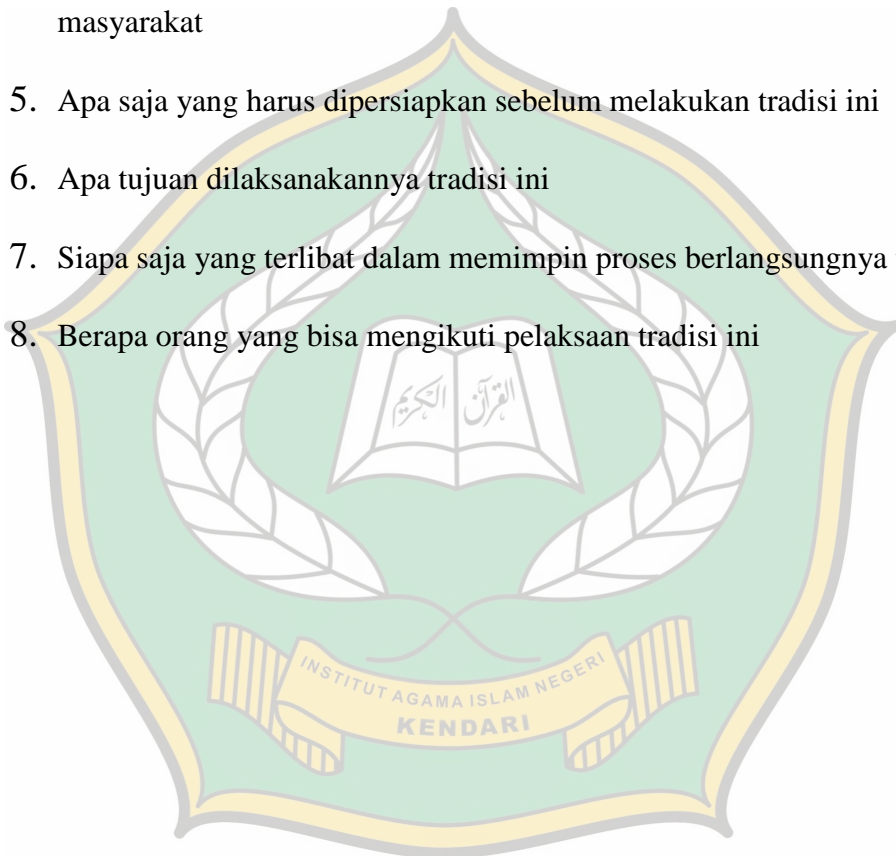 masyarakat
5. Apa saja yang harus dipersiapkan sebelum melakukan tradisi ini
6. Apa tujuan dilaksanakannya tradisi ini
7. Siapa saja yang terlibat dalam memimpin proses berlangsungnya
8. Berapa orang yang bisa mengikuti pelaksaan tradisi ini
القرآن الكريم
INSTITUT AGAMA ISLAM NEGERI
KENDARI